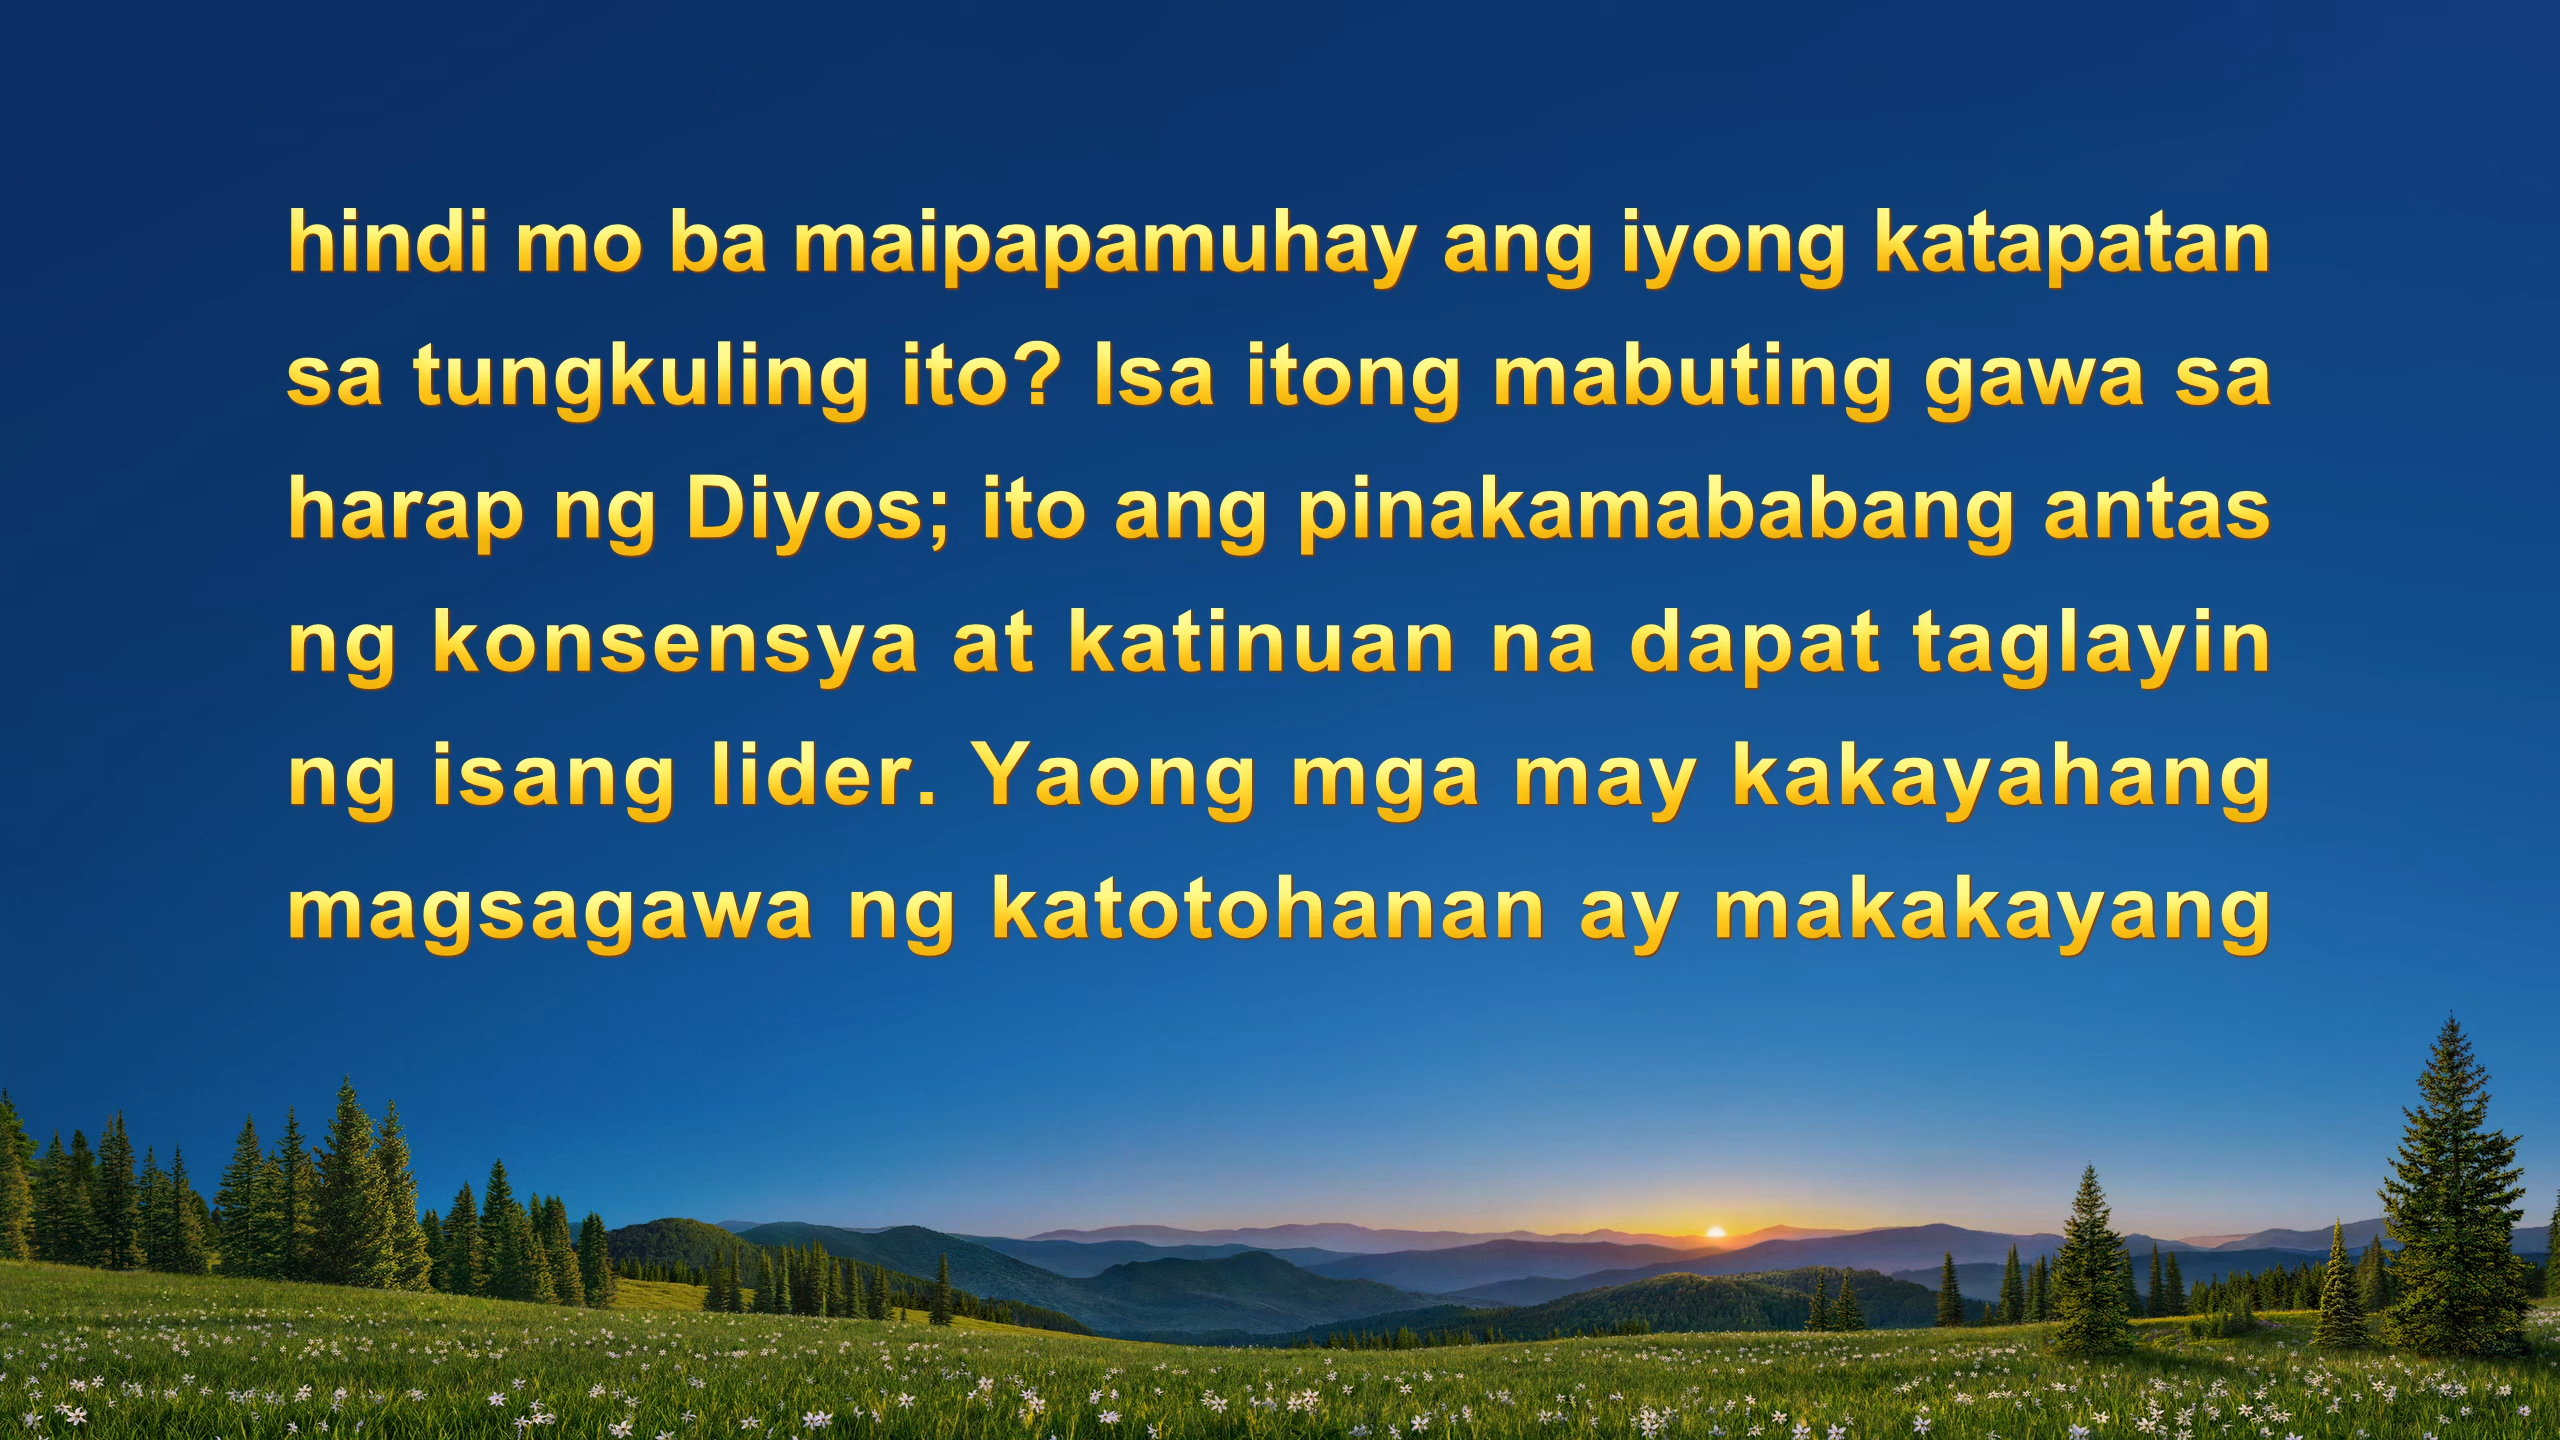 hindi mo ba maipapamuhay ang iyong katapatan
sa tungkuling ito? Isa itong mabuting gawa sa
harap ng Diyos; ito ang pinakamababang antas
ng konsensya at katinuan na dapat taglayin
ng isang lider. Yaong mga may kakayahang
magsagawa ng katotohanan ay makakayang